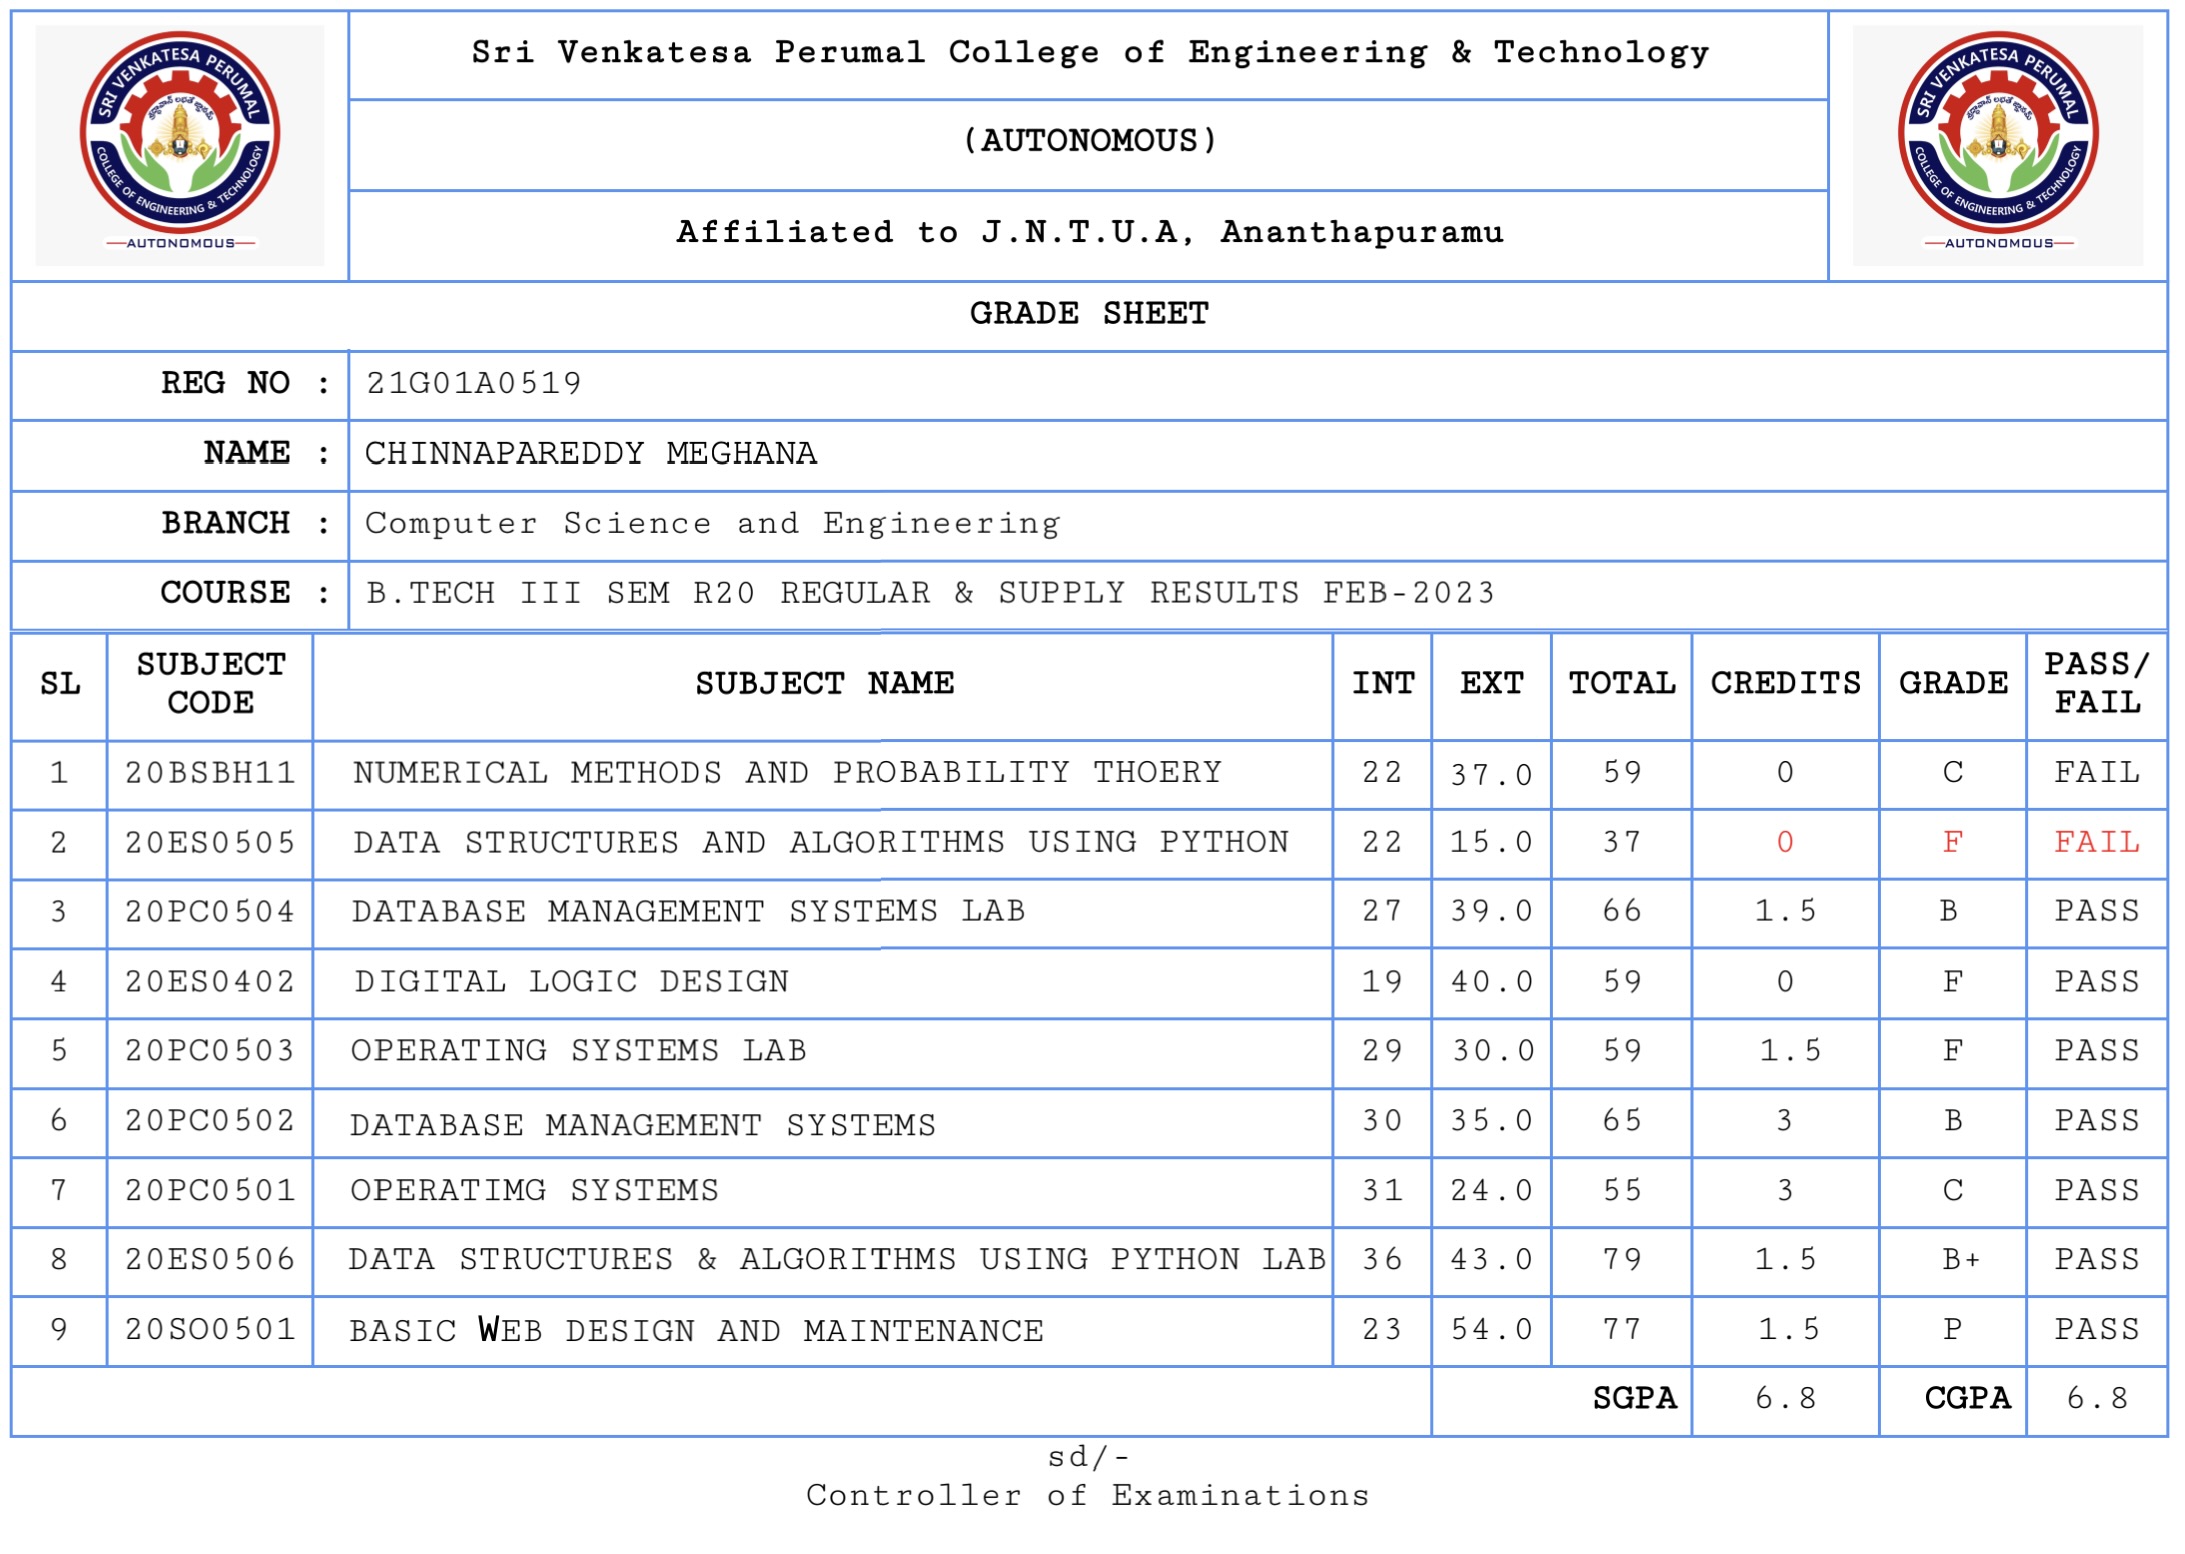 SRI VENKATESA PERUMAL
COLLEGE OF ENGINEERING & TECHNOLOGY
AUTONOMOUS
Sri Venkatesa Perumal College of Engineering & Technology
(AUTONOMOUS)
Affiliated to J.N.T.U.A, Ananthapuramu
SRI VENKATESA PERUMAL
COLLEGE OF ENGINEERING & TECHNOLOGY
AUTONOMOUS
GRADE SHEET
REG NO : 21G01A0519
NAME : CHINNAPAREDDY MEGHANA
BRANCH : Computer Science and Engineering
COURSE : B.TECH III SEM R20 REGULAR & SUPPLY RESULTS FEB-2023
SL SUBJECT CODE SUBJECT NAME INT EXT TOTAL CREDITS GRADE PASS/ FAIL
1 20BSBH11 NUMERICAL METHODS AND PROBABILITY THOERY 22 37.0 59 0 C FAIL
2 20ES0505 DATA STRUCTURES AND ALGORITHMS USING PYTHON 22 15.0 37 0 F FAIL
3 20PC0504 DATABASE MANAGEMENT SYSTEMS LAB 27 39.0 66 1.5 B PASS
4 20ES0402 DIGITAL LOGIC DESIGN 19 40.0 59 0 F PASS
5 20PC0503 OPERATING SYSTEMS LAB 29 30.0 59 1.5 F PASS
6 20PC0502 DATABASE MANAGEMENT SYSTEMS 30 35.0 65 3 B PASS
7 20PC0501 OPERATIMG SYSTEMS 31 24.0 55 3 C PASS
8 20ES0506 DATA STRUCTURES & ALGORITHMS USING PYTHON LAB 36 43.0 79 1.5 B+ PASS
9 20SO0501 BASIC WEB DESIGN AND MAINTENANCE 23 54.0 77 1.5 P PASS
SGPA 6.8 CGPA 6.8
sd/-
Controller of Examinations